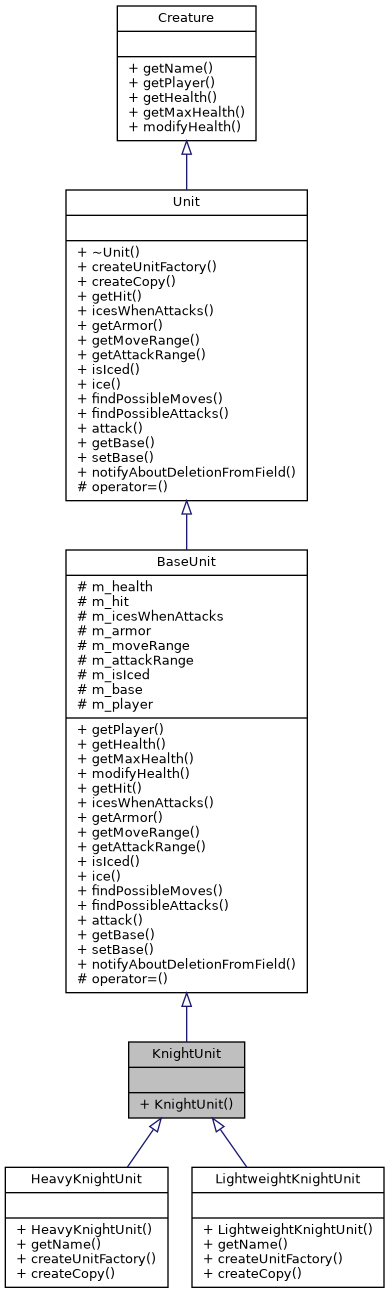 Creature
+ getName()
+ getPlayer()
+ getHealth()
+ getMaxHealth()
+ modifyHealth()
Unit
+ ~Unit()
+ createUnitFactory()
+ createCopy()
+ getHit()
+ icesWhenAttacks()
+ getArmor()
+ getMoveRange()
+ getAttackRange()
+ isIced()
+ ice()
+ findPossibleMoves()
+ findPossibleAttacks()
+ attack()
+ getBase()
+ setBase()
+ notifyAboutDeletionFromField()
# operator=()
BaseUnit
# m_health
# m_hit
# m_icesWhenAttacks
# m_armor
# m_moveRange
# m_attackRange
# m_isIced
# m_base
# m_player
+ getPlayer()
+ getHealth()
+ getMaxHealth()
+ modifyHealth()
+ getHit()
+ icesWhenAttacks()
+ getArmor()
+ getMoveRange()
+ getAttackRange()
+ isIced()
+ ice()
+ findPossibleMoves()
+ findPossibleAttacks()
+ attack()
+ getBase()
+ setBase()
+ notifyAboutDeletionFromField()
# operator=()
KnightUnit
+ KnightUnit()
HeavyKnightUnit
+ HeavyKnightUnit()
+ getName()
+ createUnitFactory()
+ createCopy()
LightweightKnightUnit
+ LightweightKnightUnit()
+ getName()
+ createUnitFactory()
+ createCopy()